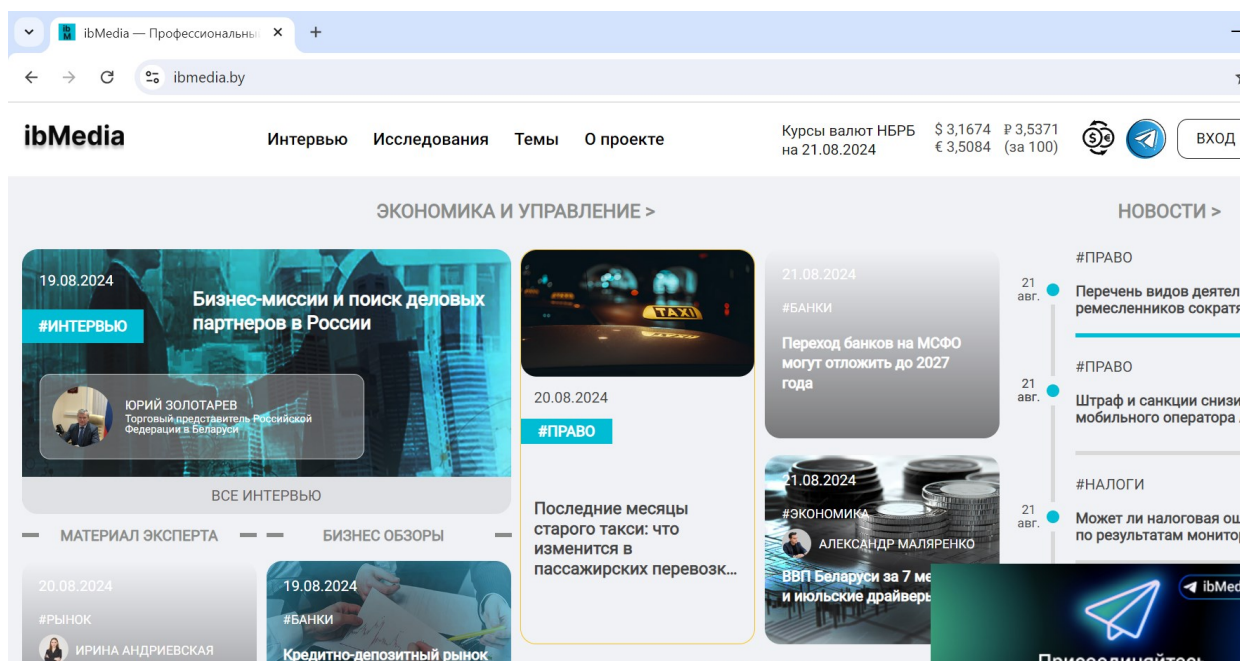 ibMedia — Профессиональны
ibmedia.by
ibMedia
Интервью Исследования Темы О проекте
Курсы валют НБРБ
на 21.08.2024
$ 3,1674 ₽ 3,5371
€ 3,5084 (за 100)
ВХОД
ЭКОНОМИКА И УПРАВЛЕНИЕ >
19.08.2024
#ИНТЕРВЬЮ
Бизнес-миссии и поиск деловых
партнеров в России
ЮРИЙ ЗОЛОТАРЕВ
Торговый представитель Российской
Федерации в Беларуси
ВСЕ ИНТЕРВЬЮ
МАТЕРИАЛ ЭКСПЕРТА
20.08.2024
#РЫНОК
ИРИНА АНДРИЕВСКАЯ
БИЗНЕС ОБЗОРЫ
19.08.2024
#БАНКИ
Кредитно-депозитный рынок
TAXI
20.08.2024
#ПРАВО
Последние месяцы
старого такси: что
изменится в
пассажирских перевозк...
21.08.2024
#БАНКИ
Переход банков на МСФО
могут отложить до 2027
года
21.08.2024
#ЭКОНОМИКА
АЛЕКСАНДР МАЛЯРЕНКО
ВВП Беларуси за 7 ме
и июльские драйверы
НОВОСТИ >
21
авг.
#ПРАВО
Перечень видов деятел
ремесленников сократя
21
авг.
#ПРАВО
Штраф и санкции снизи
мобильного оператора
21
авг.
#НАЛОГИ
Может ли налоговая ош
по результатам монитор
ibMed
Присоединяйтесь